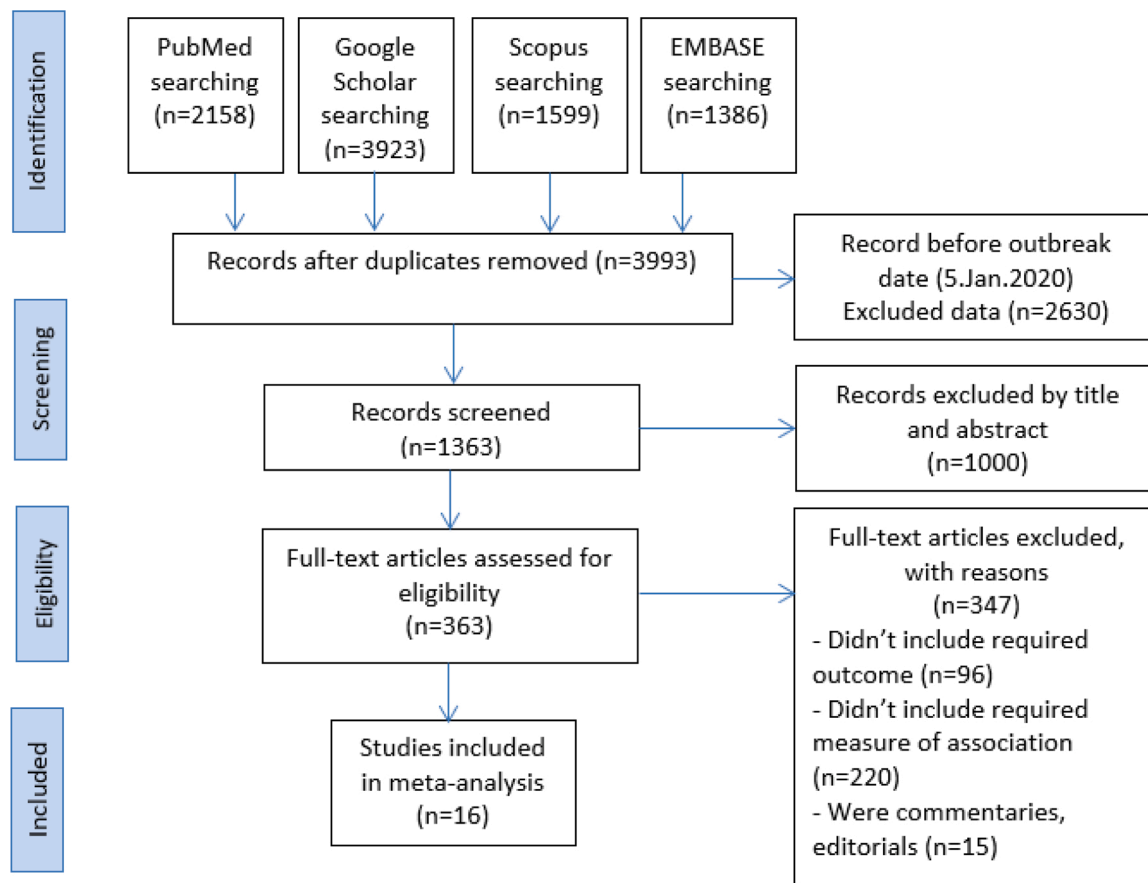 Identification
PubMed
searching
(n=2158)
Google
Scholar
searching
(n=3923)
Scopus
searching
(n=1599)
EMBASE
searching
(n=1386)
Records after duplicates removed (n=3993)
Record before outbreak
date (5.Jan.2020)
Excluded data (n=2630)
Screening
Records screened
(n=1363)
Records excluded by title
and abstract
(n=1000)
Eligibility
Full-text articles assessed for
eligibility
(n=363)
Full-text articles excluded,
with reasons
(n=347)
- Didn’t include required
outcome (n=96)
- Didn’t include required
measure of association
(n=220)
- Were commentaries,
editorials (n=15)
Included
Studies included
in meta-analysis
(n=16)